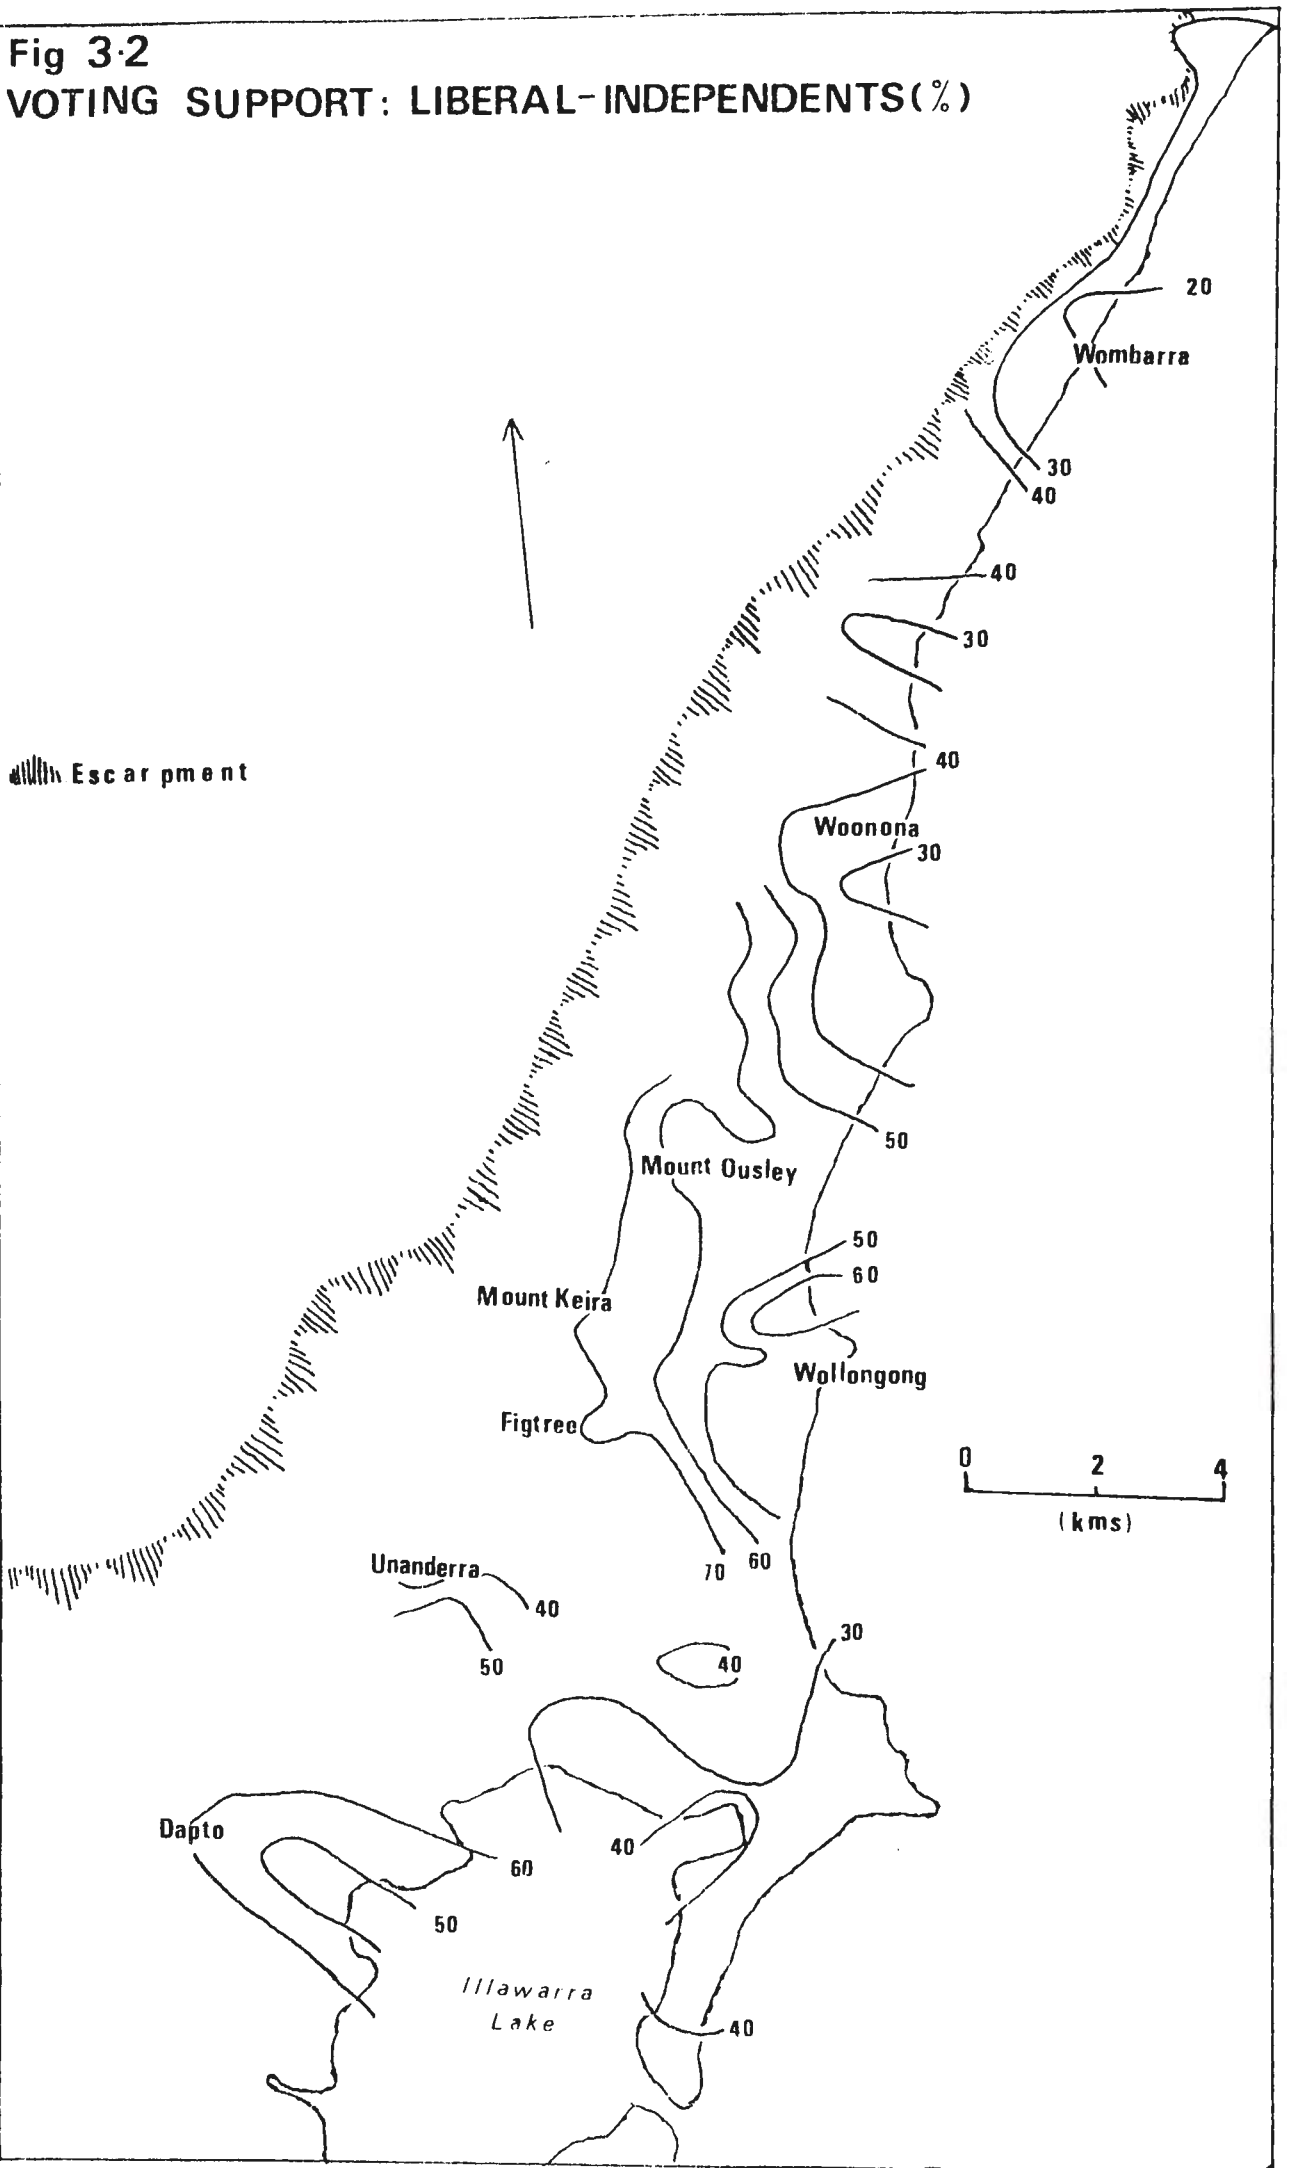 Fig 3·2
VOTING SUPPORT: LIBERAL-INDEPENDENTS(%)
20
Wombarra
30
40
40
30
40
Escarpment
Woonona
30
50
Mount Ousley
50
60
Mount Keira
Wollongong
Figtree
0 2 4
(kms)
Unanderra
70
60
40
50
40
30
Dapto
40
60
50
Illawarra
Lake
40